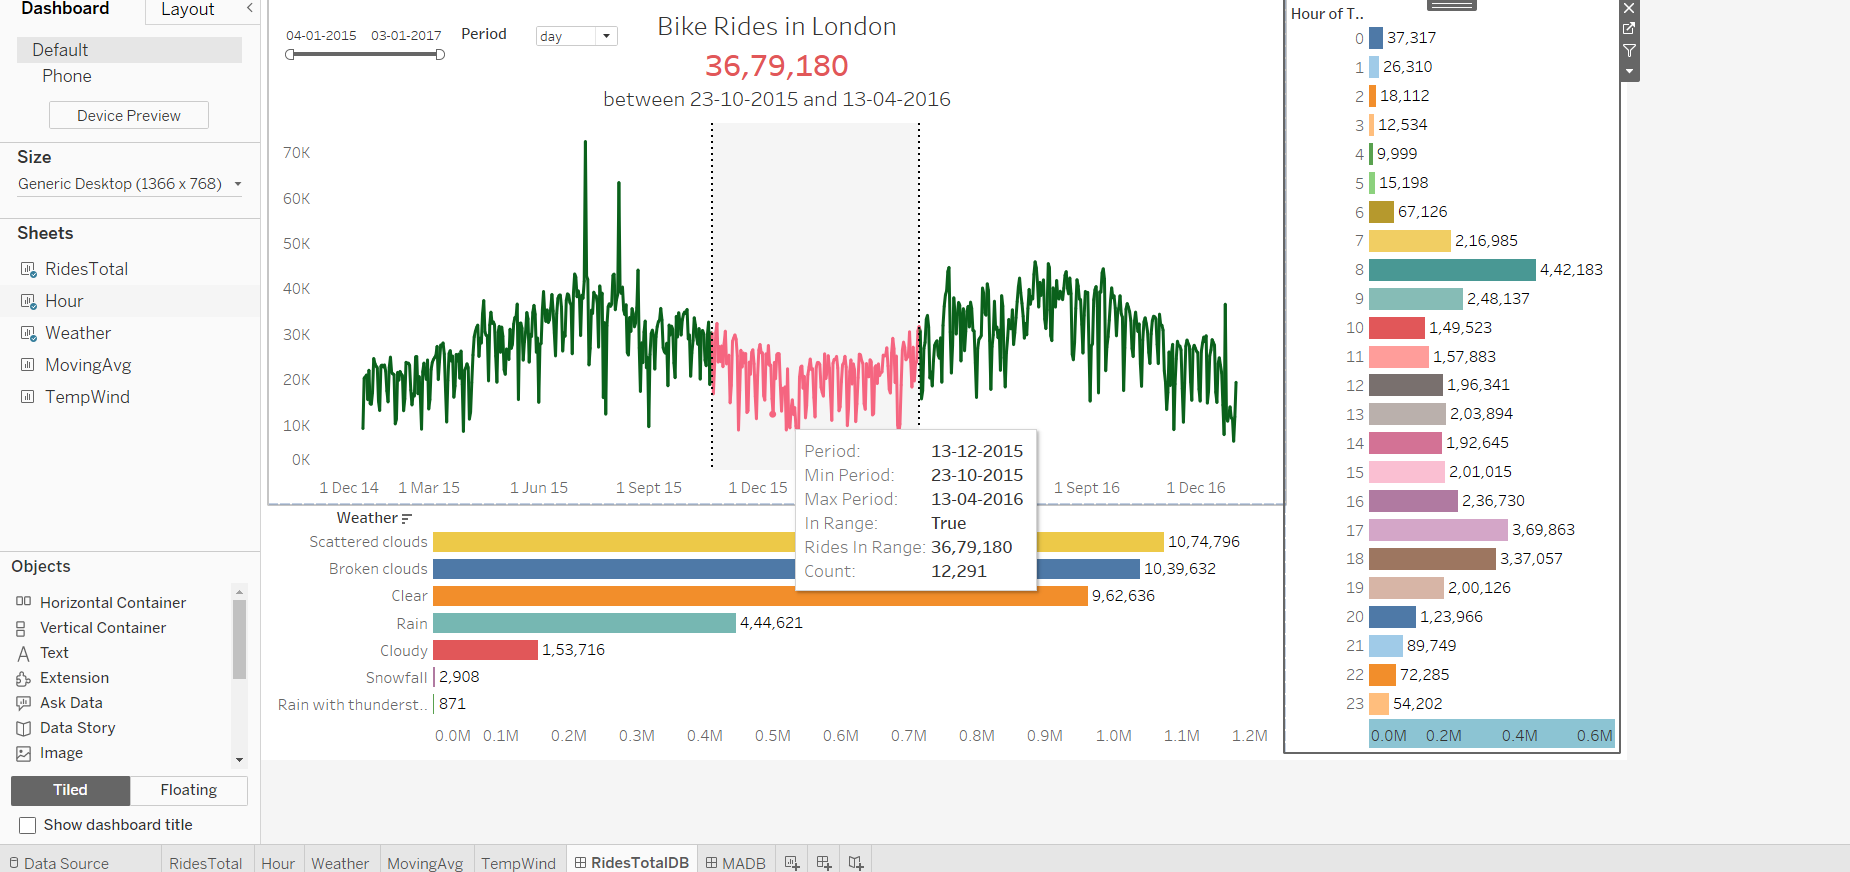 Dashboard
Layout
Default
Phone
Device Preview
Size
Generic Desktop (1366 x 768)
Sheets
RidesTotal
Hour
Weather
MovingAvg
TempWind
Objects
Horizontal Container
Vertical Container
Text
Extension
Ask Data
Data Story
Image
Tiled
Floating
Show dashboard title
04-01-2015 03-01-2017
Period
day
Bike Rides in London
36,79,180
between 23-10-2015 and 13-04-2016
70K
60K
50K
40K
30K
20K
10K
0K
1 Dec 14 1 Mar 15 1 Jun 15 1 Sept 15 1 Dec 15 1 Sept 16 1 Dec 16
Period: 13-12-2015
Min Period: 23-10-2015
Max Period: 13-04-2016
In Range: True
Rides In Range: 36,79,180
Count: 12,291
Weather
Scattered clouds 10,74,796
Broken clouds 10,39,632
Clear 9,62,636
Rain 4,44,621
Cloudy 1,53,716
Snowfall 2,908
Rain with thunderst.. 871
0.0M 0.1M 0.2M 0.3M 0.4M 0.5M 0.6M 0.7M 0.8M 0.9M 1.0M 1.1M 1.2M
Hour of T..
0 37,317
1 26,310
2 18,112
3 12,534
4 9,999
5 15,198
6 67,126
7 2,16,985
8 4,42,183
9 2,48,137
10 1,49,523
11 1,57,883
12 1,96,341
13 2,03,894
14 1,92,645
15 2,01,015
16 2,36,730
17 3,69,863
18 3,37,057
19 2,00,126
20 1,23,966
21 89,749
22 72,285
23 54,202
0.0M 0.2M 0.4M 0.6M
Data Source
RidesTotal
Hour
Weather
MovingAvg
TempWind
RidesTotalDB
MADB